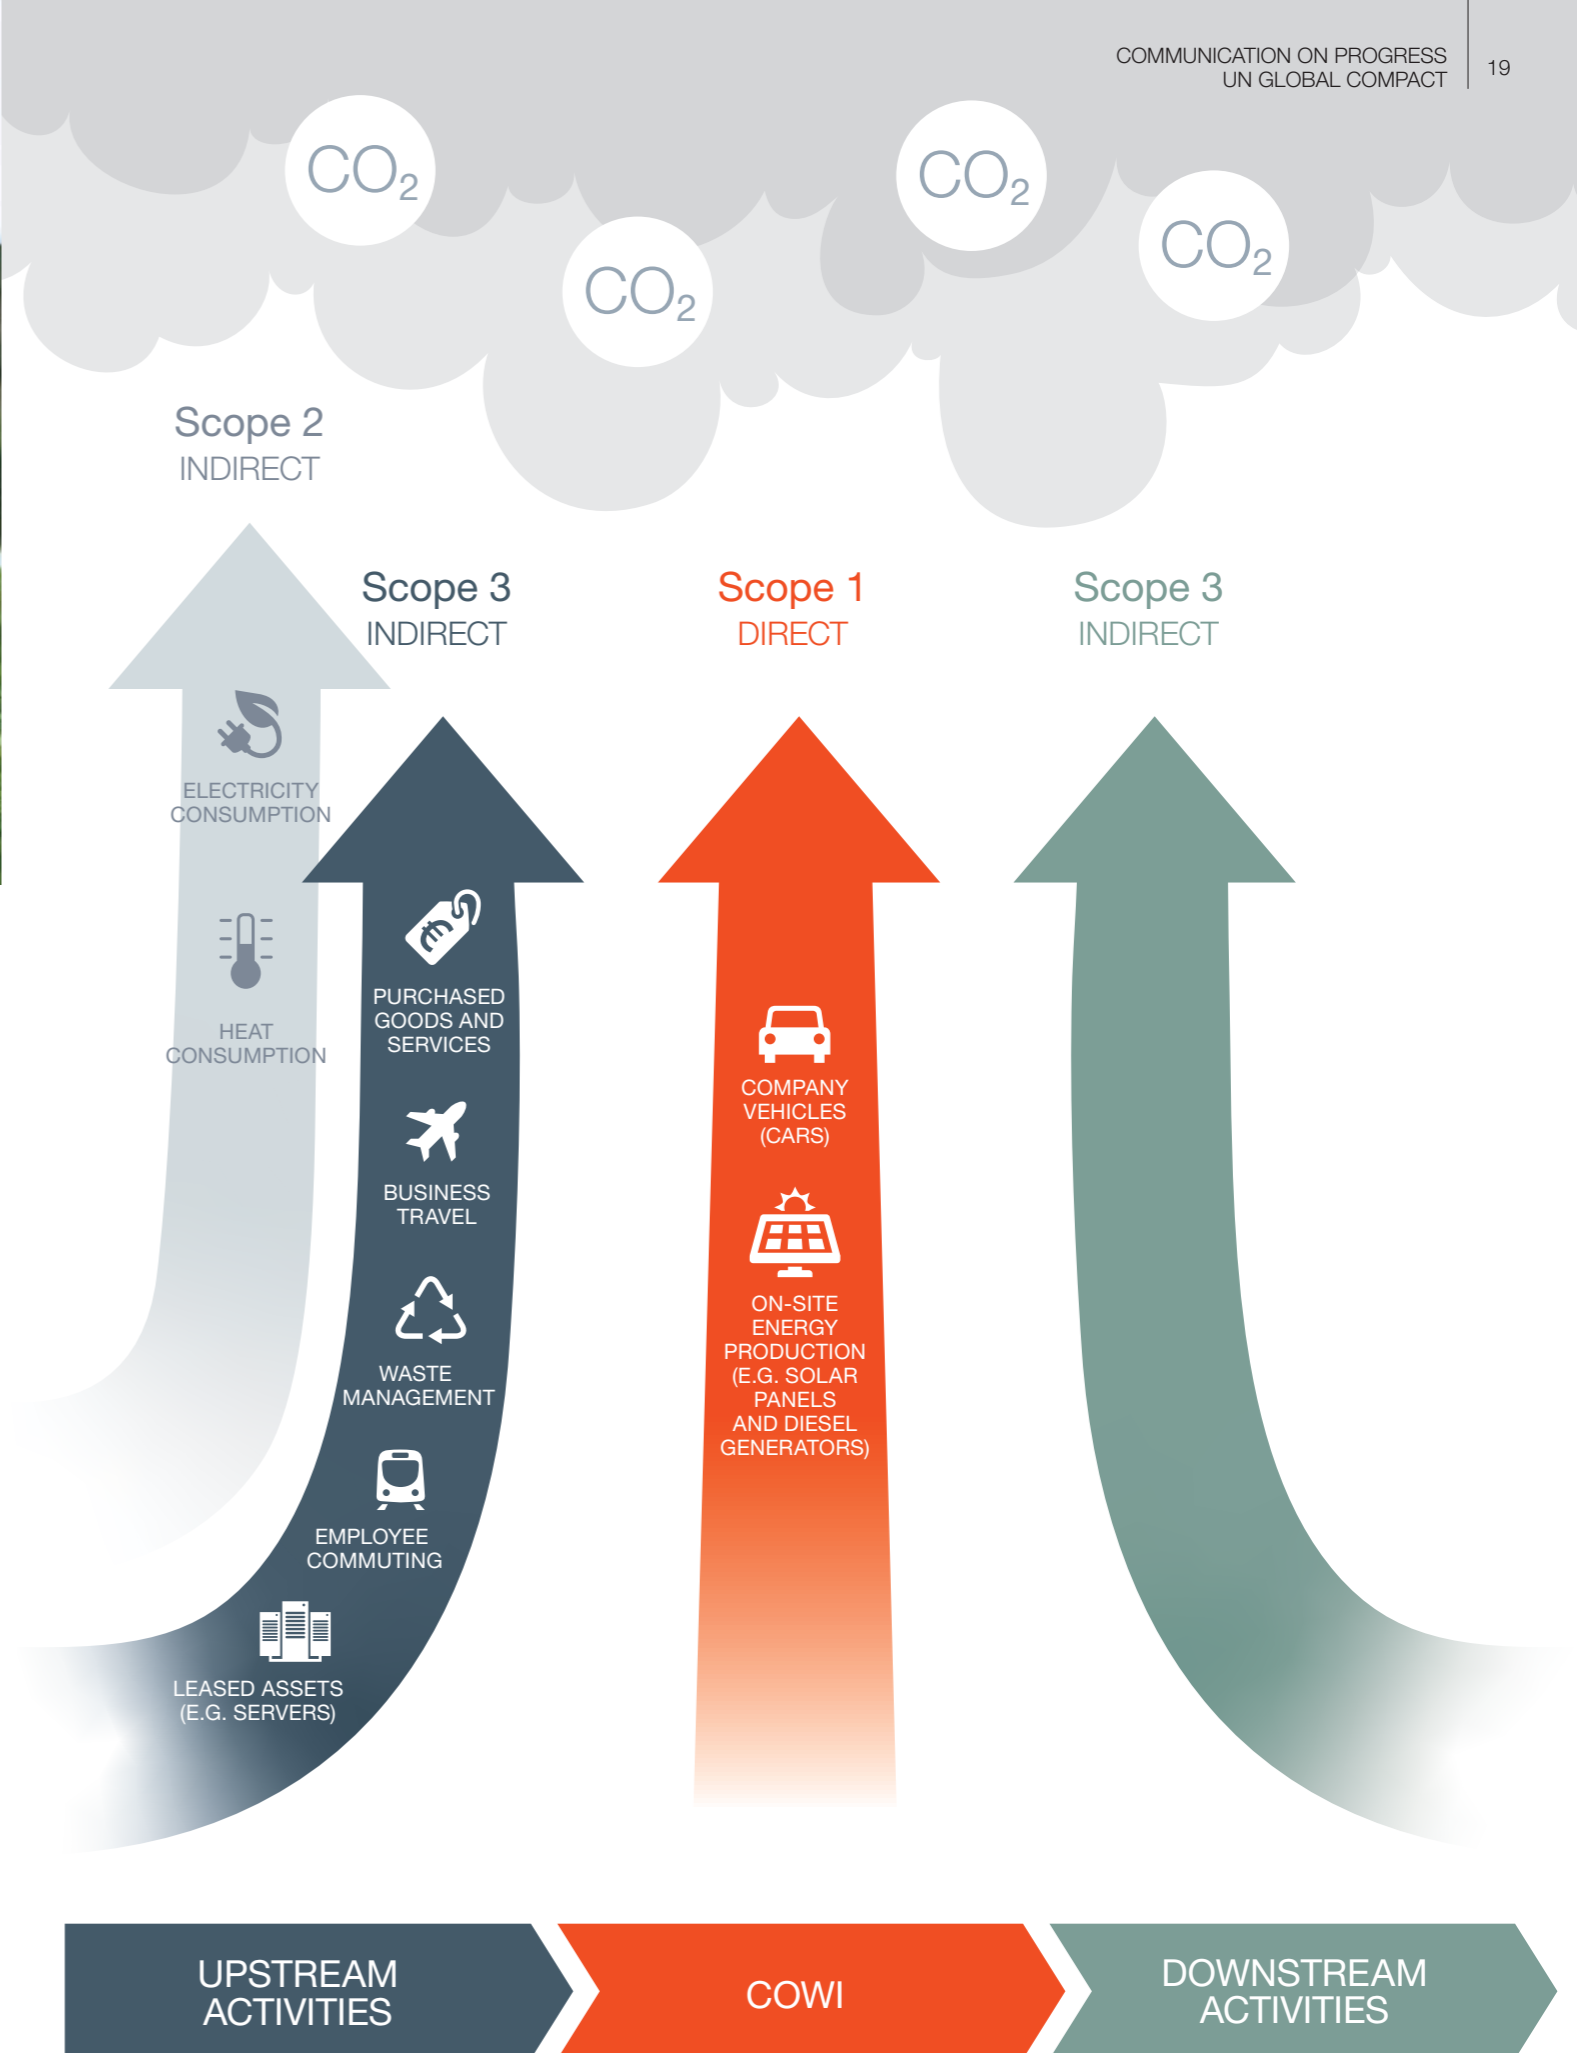 COMMUNICATION ON PROGRESS
UN GLOBAL COMPACT
19
CO₂
CO₂
CO₂
CO₂
Scope 2
INDIRECT
ELECTRICITY
CONSUMPTION
HEAT
CONSUMPTION
Scope 3
INDIRECT
PURCHASED
GOODS AND
SERVICES
BUSINESS
TRAVEL
WASTE
MANAGEMENT
EMPLOYEE
COMMUTING
LEASED ASSETS
(E.G. SERVERS)
Scope 1
DIRECT
COMPANY
VEHICLES
(CARS)
ON-SITE
ENERGY
PRODUCTION
(E.G. SOLAR
PANELS
AND DIESEL
GENERATORS)
Scope 3
INDIRECT
UPSTREAM
ACTIVITIES
COWI
DOWNSTREAM
ACTIVITIES